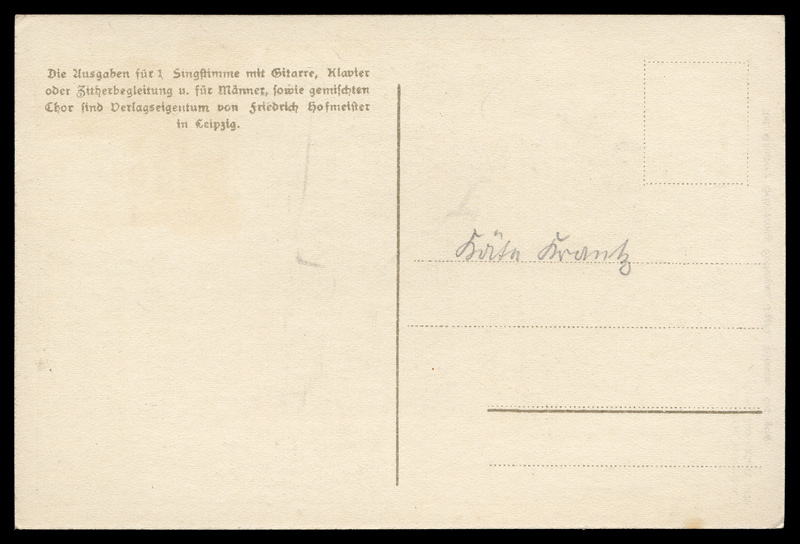 Die Ausgaben für 1 Singstimme mit Gitarre, Klavier
oder Zitherbegleitung u. für Männer, sowie gemischten
Chor sind Verlagseigentum von Friedrich Hofmeister
in Leipzig.
Käte Krantz